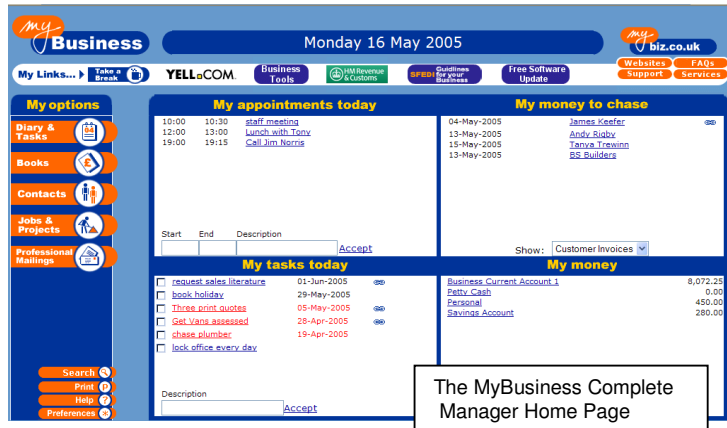 my Business
Monday 16 May 2005
my biz.co.uk
Websites FAQs
Support Services
My Links... Take a Break
YELL.COM.
Business Tools
HM Revenue & Customs
SFEDI Guidlines for your Business
Free Software Update
My options
Diary & Tasks
04
Books
£
Contacts
Jobs & Projects
Professional Mailings
Search
Print P
Help ?
Preferences
My appointments today
10:00 10:30 staff meeting
12:00 13:00 Lunch with Tony
19:00 19:15 Call Jim Norris
Start End Description
Accept
My money to chase
04-May-2005 James Keefer
13-May-2005 Andy Rigby
15-May-2005 Tanya Trewinn
13-May-2005 BS Builders
Show: Customer Invoices
My tasks today
request sales literature 01-Jun-2005
book holiday 29-May-2005
Three print quotes 05-May-2005
Get Vans assessed 28-Apr-2005
chase plumber 19-Apr-2005
lock office every day
Description
Accept
My money
Business Current Account 1 8,072.25
Petty Cash 0.00
Personal 450.00
Savings Account 280.00
The MyBusiness Complete
Manager Home Page